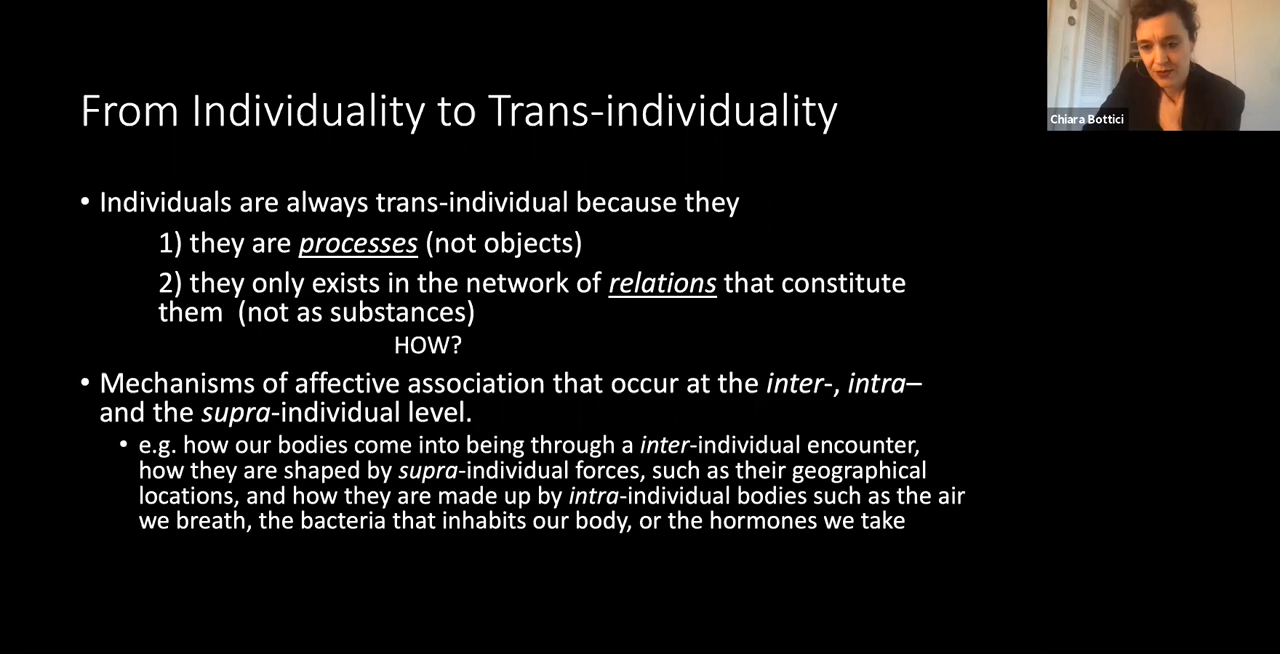 From Individuality to Trans-individuality
Chiara Bottici
• Individuals are always trans-individual because they
1) they are processes (not objects)
2) they only exists in the network of relations that constitute
them (not as substances)
HOW?
• Mechanisms of affective association that occur at the inter-, intra–
and the supra-individual level.
• e.g. how our bodies come into being through a inter-individual encounter,
how they are shaped by supra-individual forces, such as their geographical
locations, and how they are made up by intra-individual bodies such as the air
we breath, the bacteria that inhabits our body, or the hormones we take